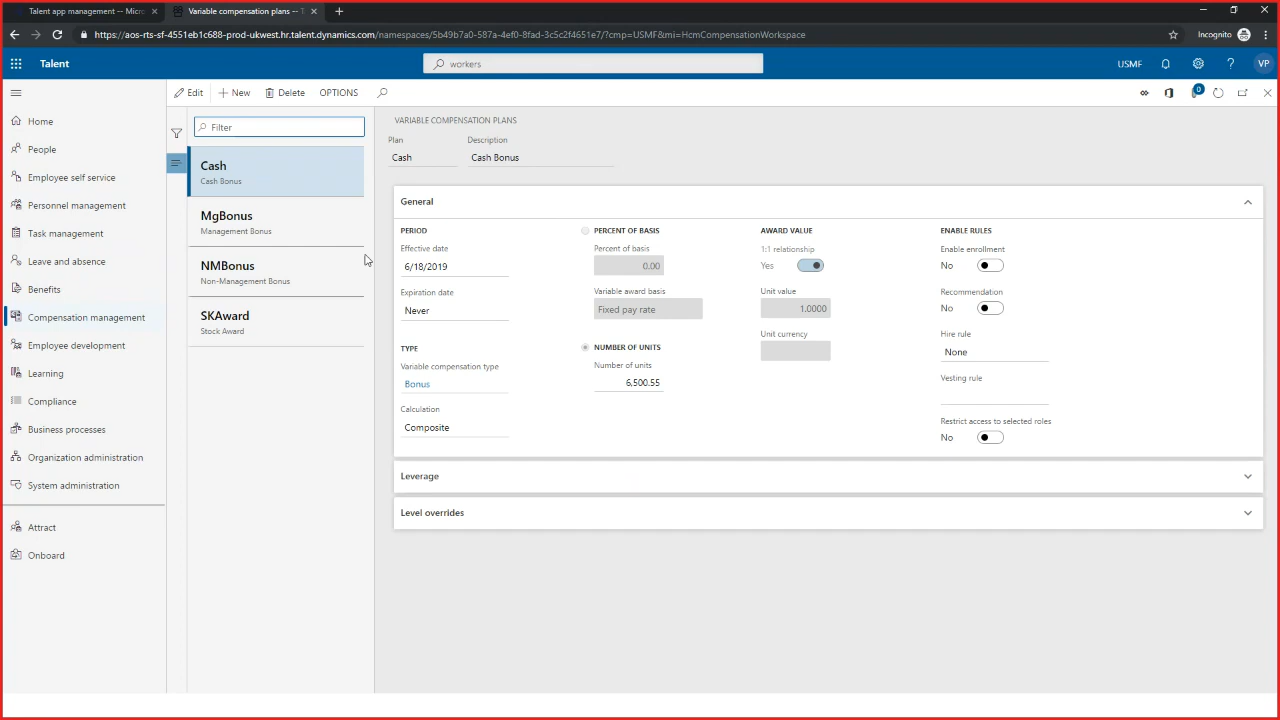 Talent app management -- Micro
Variable compensation plans -- T
https://aos-rts-sf-4551eb1c688-prod-ukwest.hr.talent.dynamics.com/namespaces/5b49b7a0-587a-4ef0-8fad-3c5c2f4651e7/?cmp=USMF&mi=HcmCompensationWorkspace
Incognito
Talent
workers
USMF
?
VP
Edit
New
Delete
OPTIONS
0
Home
People
Employee self service
Personnel management
Task management
Leave and absence
Benefits
Compensation management
Employee development
Learning
Compliance
Business processes
Organization administration
System administration
Attract
Onboard
Filter
Cash
Cash Bonus
MgBonus
Management Bonus
NMBonus
Non-Management Bonus
SKAward
Stock Award
VARIABLE COMPENSATION PLANS
Plan
Description
Cash
Cash Bonus
General
PERIOD
Effective date
6/18/2019
Expiration date
Never
TYPE
Variable compensation type
Bonus
Calculation
Composite
PERCENT OF BASIS
Percent of basis
0.00
Variable award basis
Fixed pay rate
NUMBER OF UNITS
Number of units
6,500.55
AWARD VALUE
1:1 relationship
Yes
Unit value
1.0000
Unit currency
ENABLE RULES
Enable enrollment
No
Recommendation
No
Hire rule
None
Vesting rule
Restrict access to selected roles
No
Leverage
Level overrides